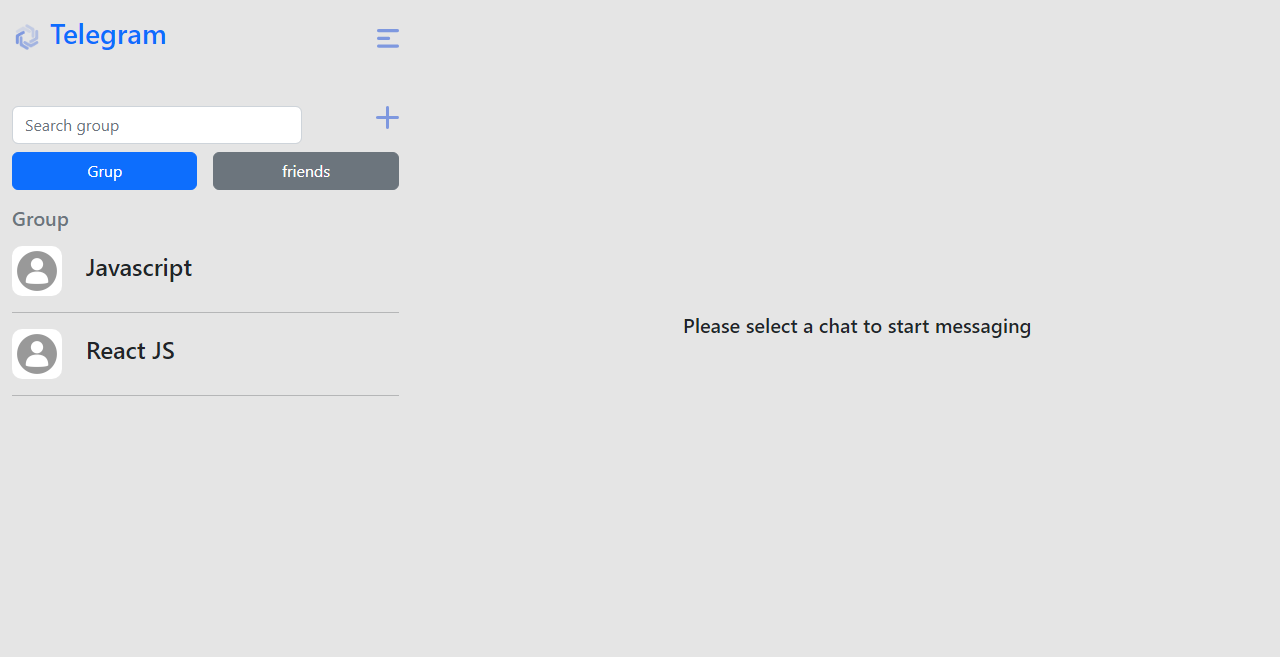 Telegram
Search group
Grup
friends
Group
Javascript
React JS
Please select a chat to start messaging